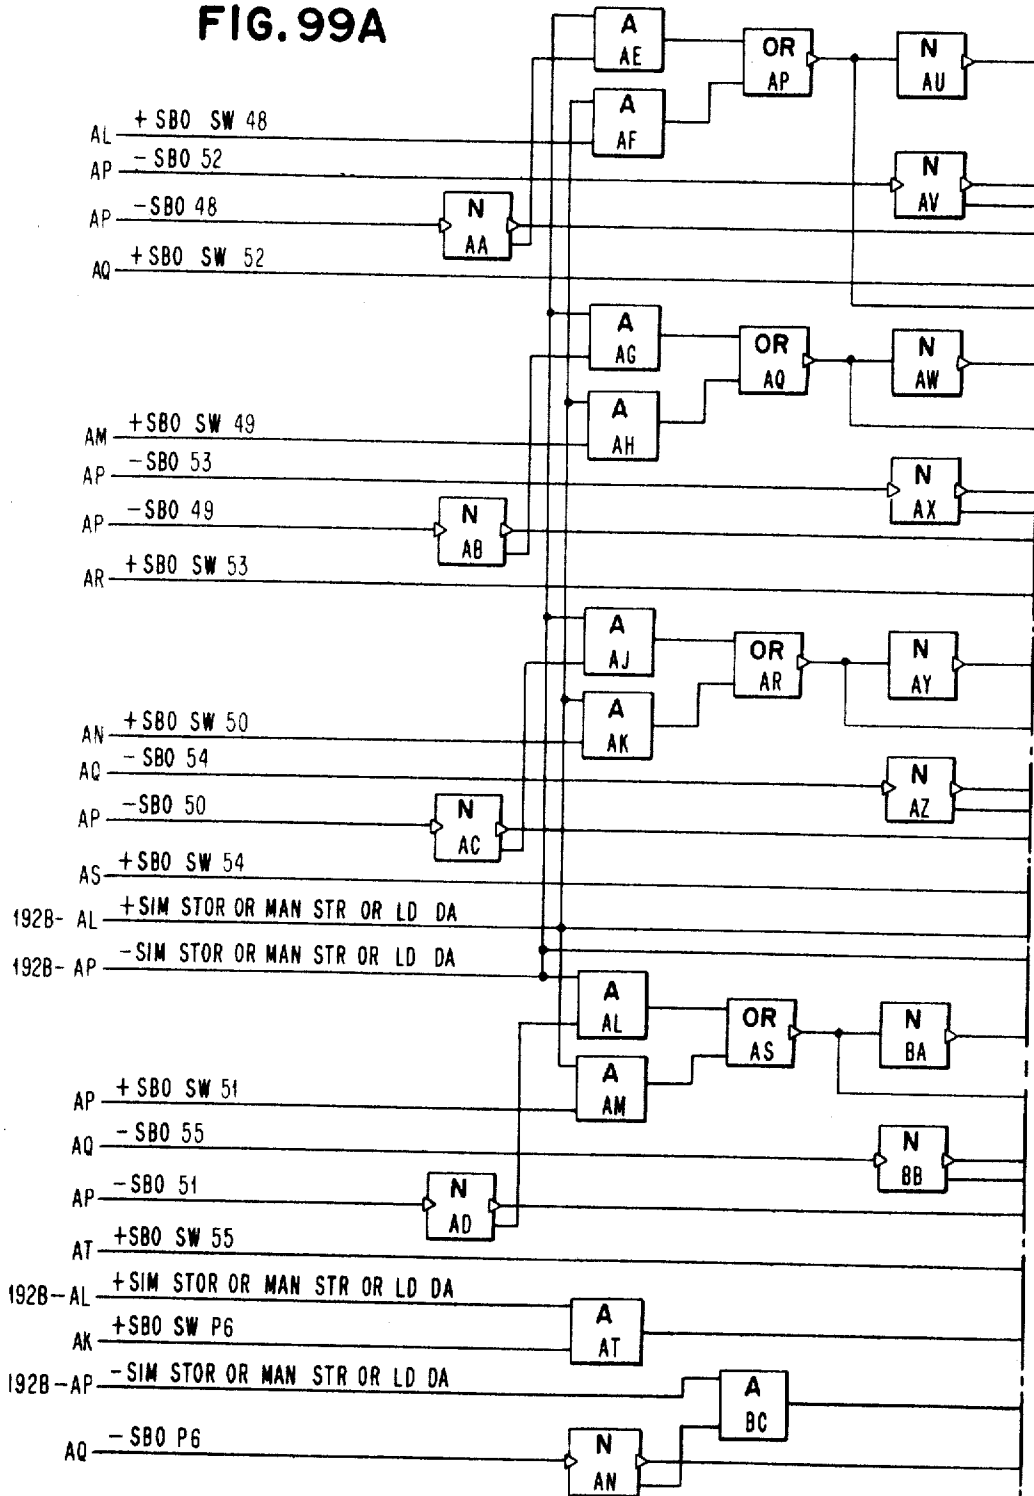 FIG. 99A
A
AE
OR
AP
N
AU
A
AF
AL +SBO SW 48
AP -SBO 52
N
AV
AP -SBO 48
N
AA
AQ +SBO SW 52
A
AG
OR
AQ
N
AW
A
AH
AM +SBO SW 49
AP -SBO 53
N
AX
AP -SBO 49
N
AB
AR +SBO SW 53
A
AJ
OR
AR
N
AY
A
AK
AN +SBO SW 50
AQ -SBO 54
N
AZ
AP -SBO 50
N
AC
AS +SBO SW 54
192B- AL +SIM STOR OR MAN STR OR LD DA
192B- AP -SIM STOR OR MAN STR OR LD DA
A
AL
OR
AS
N
BA
A
AM
AP +SBO SW 51
AQ -SBO 55
N
BB
AP -SBO 51
N
AD
AT +SBO SW 55
192B-AL +SIM STOR OR MAN STR OR LD DA
A
AT
AK +SBO SW P6
192B-AP -SIM STOR OR MAN STR OR LD DA
A
BC
AQ -SBO P6
N
AN